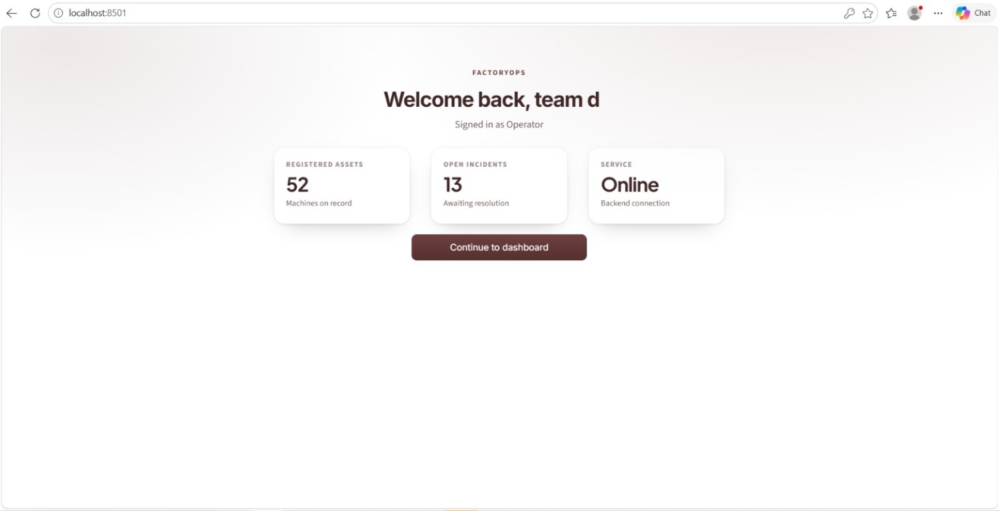 localhost:8501
Chat
FACTORYOPS
Welcome back, team d
Signed in as Operator
REGISTERED ASSETS
52
Machines on record
OPEN INCIDENTS
13
Awaiting resolution
SERVICE
Online
Backend connection
Continue to dashboard